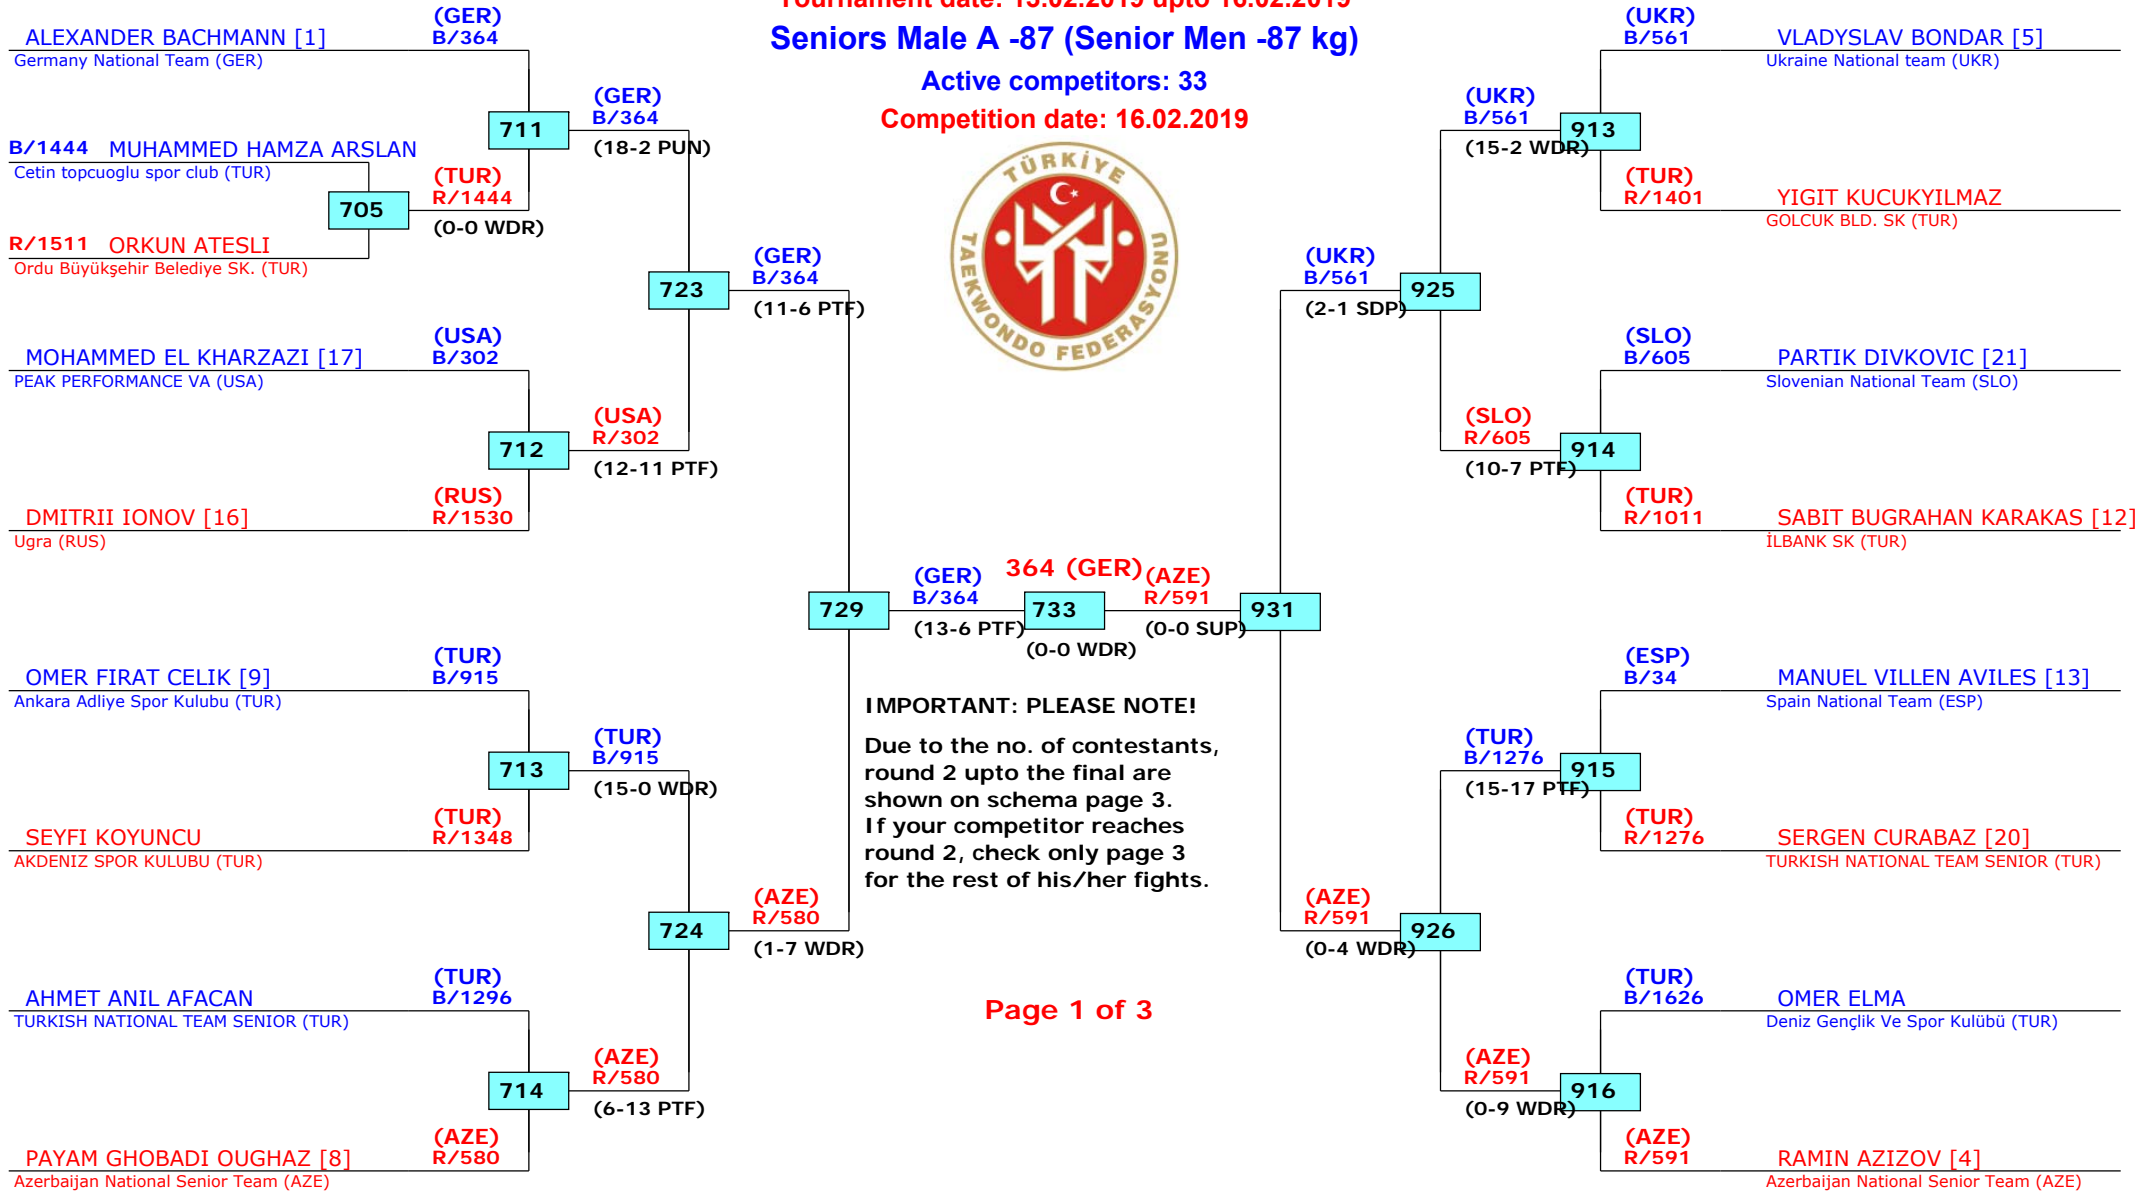 Tournament date: 13.02.2019 upto 16.02.2019
Seniors Male A -87 (Senior Men -87 kg)
Active competitors: 33
Competition date: 16.02.2019
TÜRKİYE
TAEKWONDO FEDERASYONU
(GER)
ALEXANDER BACHMANN [1] B/364
Germany National Team (GER)
711
(GER)
B/364
(18-2 PUN)
B/1444 MUHAMMED HAMZA ARSLAN
Cetin topcuoglu spor club (TUR)
705
(TUR)
R/1444
(0-0 WDR)
R/1511 ORKUN ATESLI
Ordu Büyükşehir Belediye SK. (TUR)
723
(GER)
B/364
(11-6 PTF)
(USA)
MOHAMMED EL KHARZAZI [17] B/302
PEAK PERFORMANCE VA (USA)
712
(USA)
R/302
(12-11 PTF)
(RUS)
DMITRII IONOV [16] R/1530
Ugra (RUS)
729
(GER)
B/364
(13-6 PTF)
364 (GER)
733
(0-0 WDR)
(AZE)
R/591
(0-0 SUP)
931
(TUR)
OMER FIRAT CELIK [9] B/915
Ankara Adliye Spor Kulubu (TUR)
713
(TUR)
B/915
(15-0 WDR)
(TUR)
SEYFI KOYUNCU R/1348
AKDENIZ SPOR KULUBU (TUR)
724
(AZE)
R/580
(1-7 WDR)
(TUR)
AHMET ANIL AFACAN B/1296
TURKISH NATIONAL TEAM SENIOR (TUR)
714
(AZE)
R/580
(6-13 PTF)
(AZE)
PAYAM GHOBADI OUGHAZ [8] R/580
Azerbaijan National Senior Team (AZE)
IMPORTANT: PLEASE NOTE!
Due to the no. of contestants,
round 2 upto the final are
shown on schema page 3.
If your competitor reaches
round 2, check only page 3
for the rest of his/her fights.
Page 1 of 3
(UKR)
B/561 VLADYSLAV BONDAR [5]
Ukraine National team (UKR)
(UKR)
B/561
(15-2 WDR)
913
(TUR)
R/1401 YIGIT KUCUKYILMAZ
GOLCUK BLD. SK (TUR)
(UKR)
B/561
(2-1 SDP)
925
(SLO)
B/605 PARTIK DIVKOVIC [21]
Slovenian National Team (SLO)
(SLO)
R/605
(10-7 PTF)
914
(TUR)
R/1011 SABIT BUGRAHAN KARAKAS [12]
İLBANK SK (TUR)
(ESP)
B/34 MANUEL VILLEN AVILES [13]
Spain National Team (ESP)
(TUR)
B/1276
(15-17 PTF)
915
(TUR)
R/1276 SERGEN CURABAZ [20]
TURKISH NATIONAL TEAM SENIOR (TUR)
(AZE)
R/591
(0-4 WDR)
926
(TUR)
B/1626 OMER ELMA
Deniz Gençlik Ve Spor Kulübü (TUR)
(AZE)
R/591
(0-9 WDR)
916
(AZE)
R/591 RAMIN AZIZOV [4]
Azerbaijan National Senior Team (AZE)